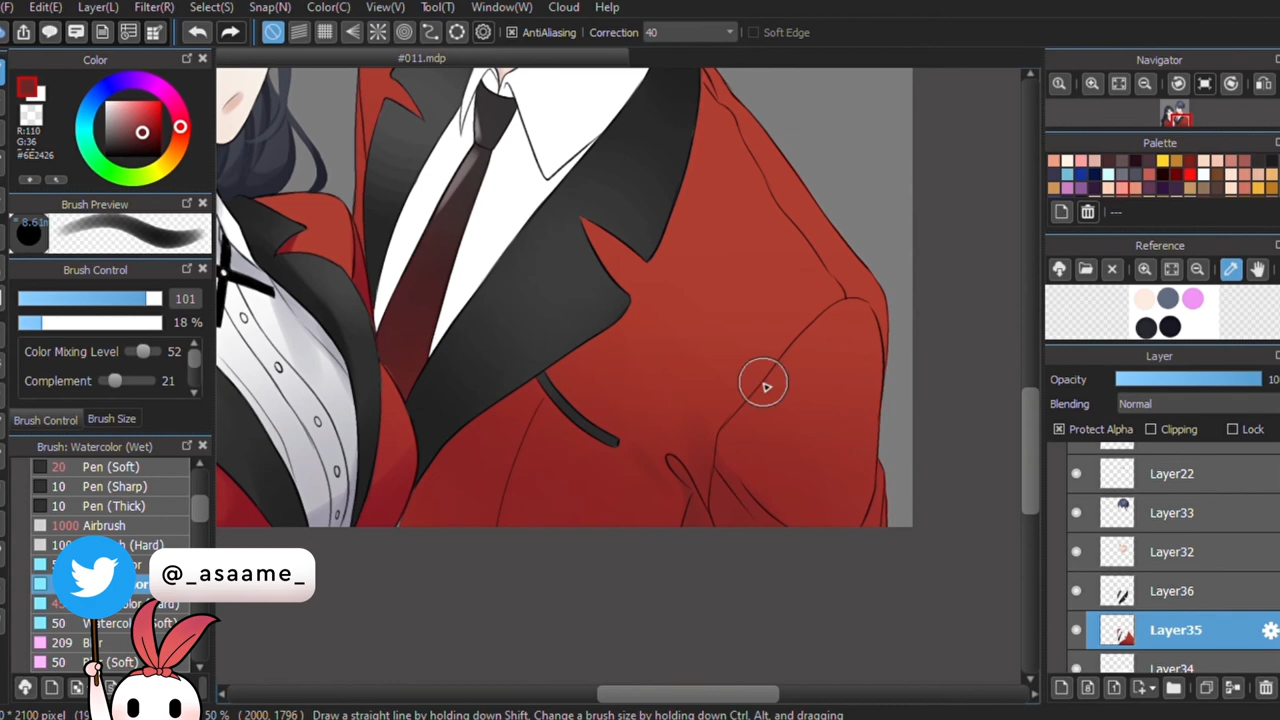 Edit(E) Layer(L) Filter(R) Select(S) Snap(N) Color(C) View(V) Tool(T) Window(W) Cloud Help
AntiAliasing Correction 40 Soft Edge
#011.mdp
Color
R:110
G:36
#6E2426
Brush Preview
Brush Control
101
18 %
Color Mixing Level 52
Complement 21
Brush Control Brush Size
Brush: Watercolor (Wet)
20 Pen (Soft)
10 Pen (Sharp)
10 Pen (Thick)
1000 Airbrush
(Hard)
@_asaame_
50
209
50
Navigator
Palette
---
Reference
Layer
Opacity 10
Blending Normal
Protect Alpha Clipping Lock
Layer22
Layer33
Layer32
Layer36
Layer35
Layer34
2100 pixel
( 2000, 1796 ) Draw a straight line by holding down Shift, Change a brush size by holding down Ctrl, Alt, and dragging